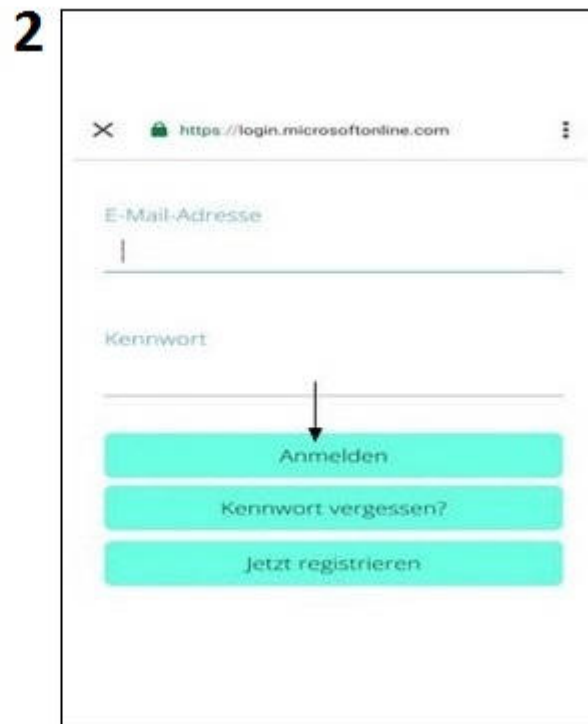 2
https://login.microsoftonline.com
E-Mail-Adresse
Kennwort
Anmelden
Kennwort vergessen?
Jetzt registrieren